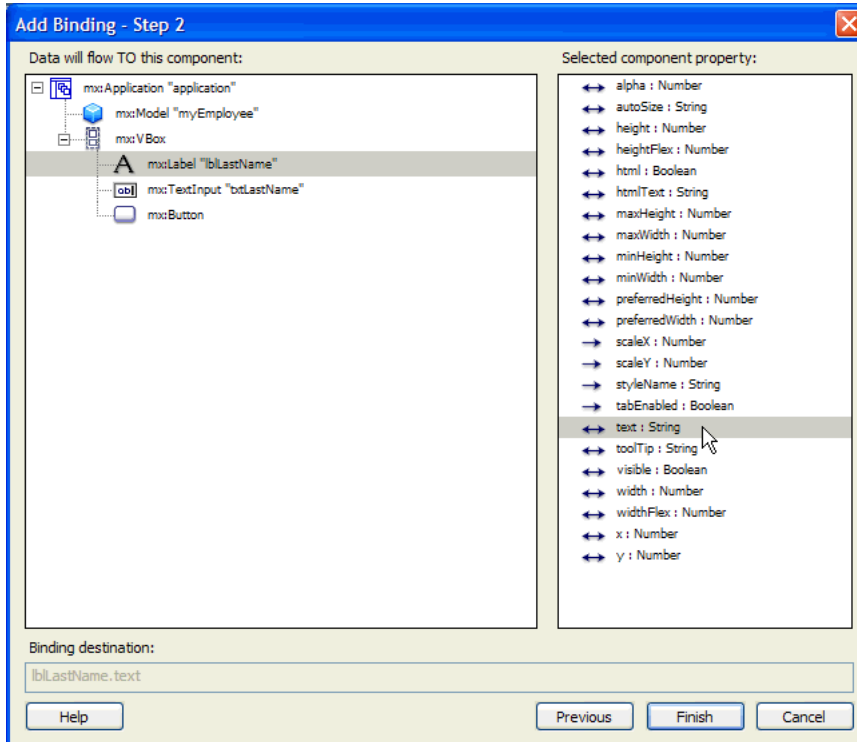 Add Binding - Step 2
Data will flow TO this component:
mx:Application "application"
mx:Model "myEmployee"
mx:VBox
A mx:Label "lblLastName"
abl mx:TextInput "txtLastName"
mx:Button
Selected component property:
alpha : Number
autoSize : String
height : Number
heightFlex : Number
html : Boolean
htmlText : String
maxHeight : Number
maxWidth : Number
minHeight : Number
minWidth : Number
preferredHeight : Number
preferredWidth : Number
scaleX : Number
scaleY : Number
styleName : String
tabEnabled : Boolean
text : String
toolTip : String
visible : Boolean
width : Number
widthFlex : Number
x : Number
y : Number
Binding destination:
lblLastName.text
Help
Previous
Finish
Cancel